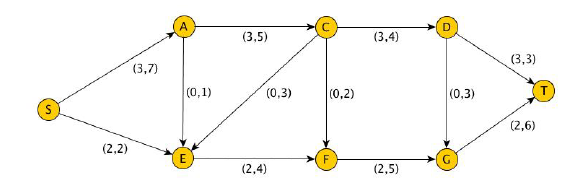 A
C
D
(3,5)
(3,4)
(3,3)
(3,7)
(0,1)
(0,3)
(0,2)
(0,3)
T
S
(2,2)
(2,6)
E
F
G
(2,4)
(2,5)